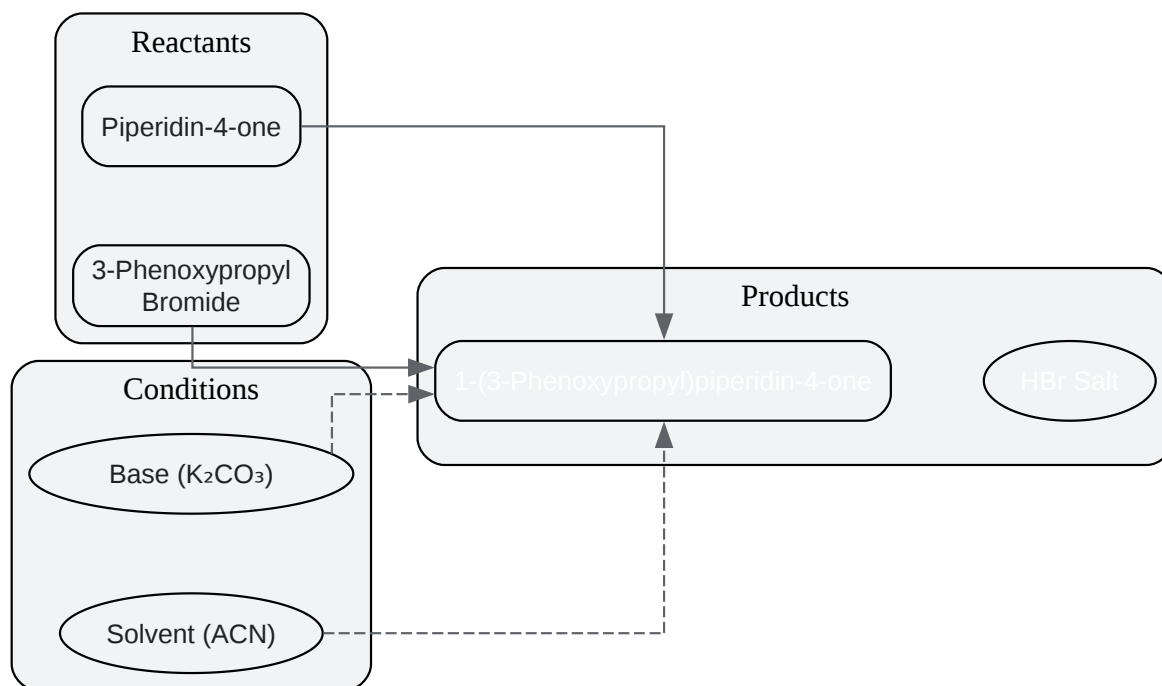 Reactants
Piperidin-4-one
3-Phenoxypropyl
Bromide
Products
1-(3-Phenoxypropyl)piperidin-4-one
HBr Salt
Conditions
Base (K₂CO₃)
Solvent (ACN)